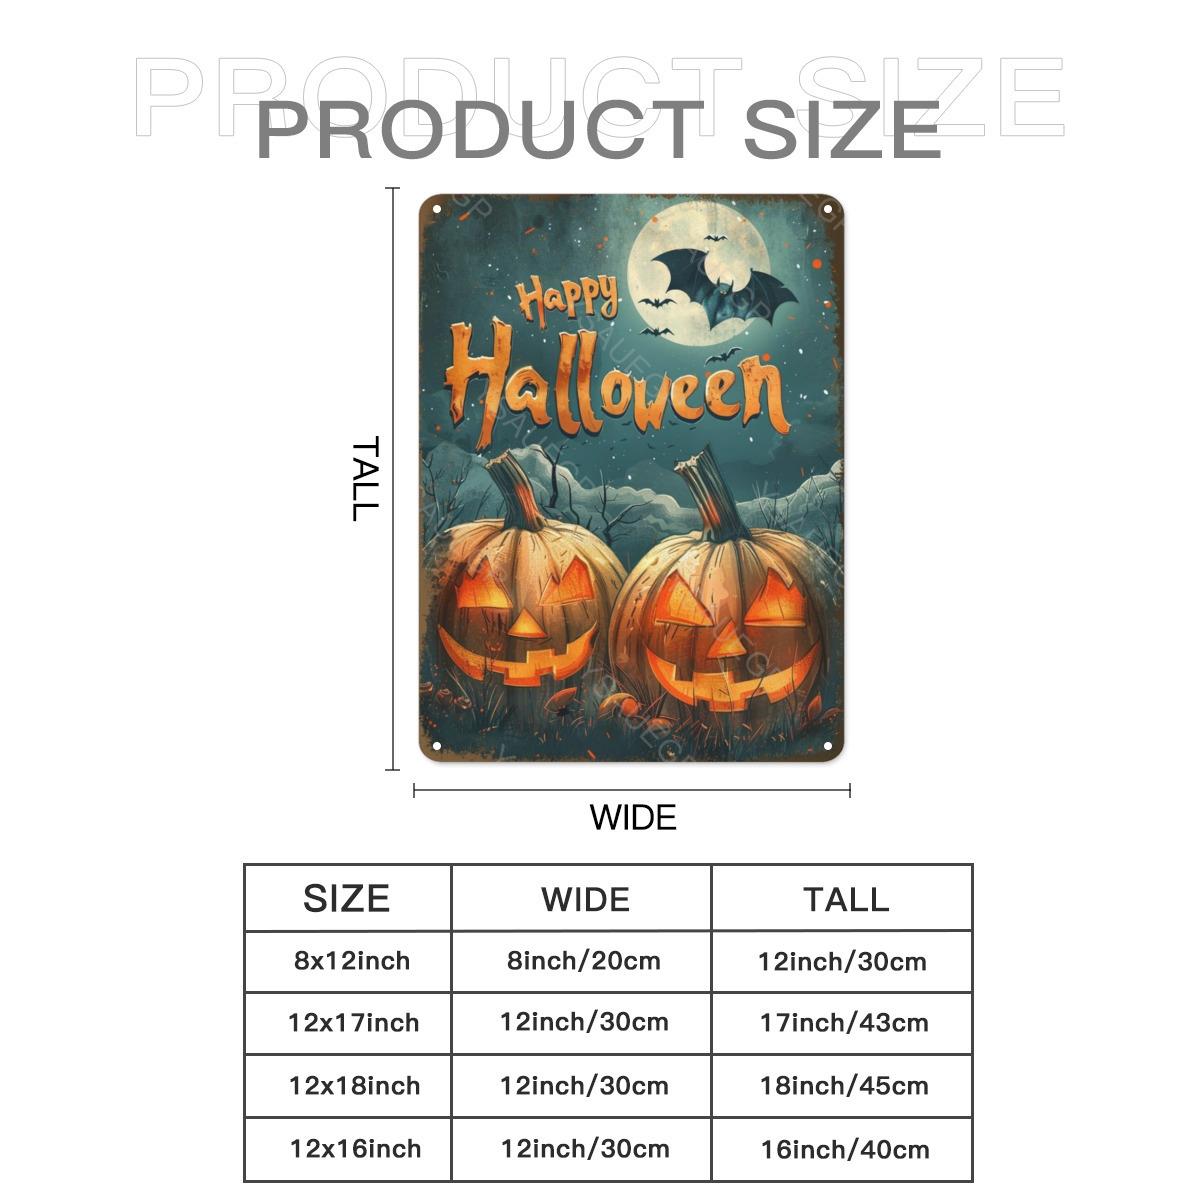 PRODUCT SIZE
PRODUCT SIZE
Happy
Halloween
TALL
WIDE
SIZE WIDE TALL
8x12inch 8inch/20cm 12inch/30cm
12x17inch 12inch/30cm 17inch/43cm
12x18inch 12inch/30cm 18inch/45cm
12x16inch 12inch/30cm 16inch/40cm